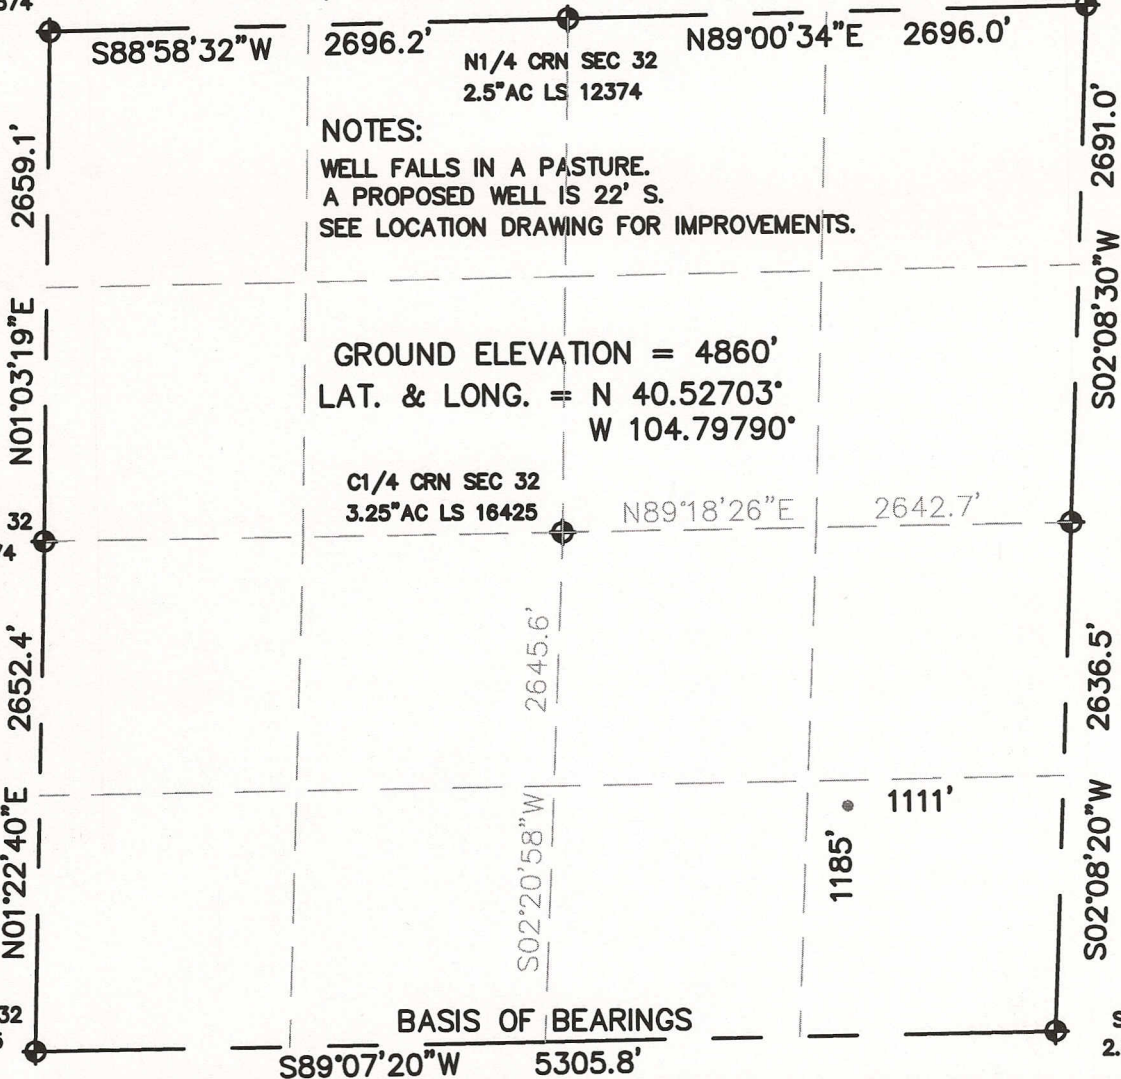 S88°58'32"W 2696.2' N89°00'34"E 2696.0'
N1/4 CRN SEC 32
2.5"AC LS 12374
NOTES:
WELL FALLS IN A PASTURE.
A PROPOSED WELL IS 22' S.
SEE LOCATION DRAWING FOR IMPROVEMENTS.
2659.1'
N01°03'19"E
2691.0'
S02°08'30"W
GROUND ELEVATION = 4860'
LAT. & LONG. = N 40.52703°
W 104.79790°
C1/4 CRN SEC 32
3.25"AC LS 16425
N89°18'26"E 2642.7'
32
2652.4'
N01°22'40"E
2645.6'
S02°20'58"W
2636.5'
S02°08'20"W
1111'
1185'
32
BASIS OF BEARINGS
S89°07'20"W 5305.8'